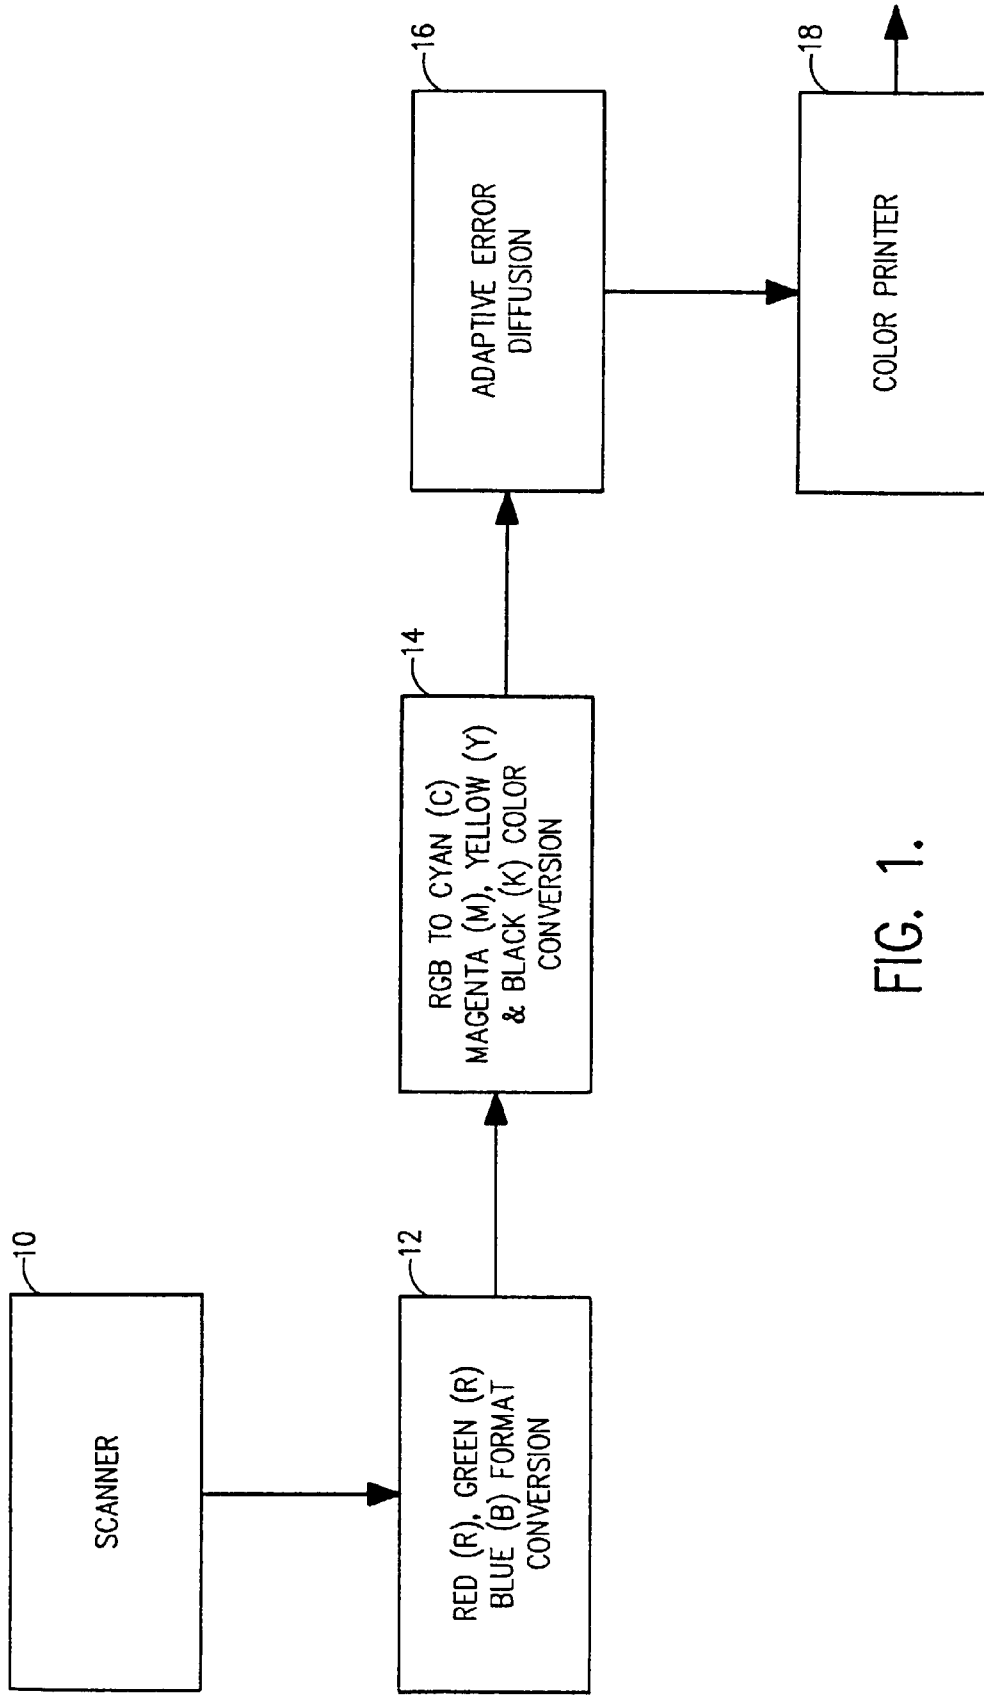 10
SCANNER
12
RED (R), GREEN (R)
BLUE (B) FORMAT
CONVERSION
14
RGB TO CYAN (C)
MAGENTA (M), YELLOW (Y)
& BLACK (K) COLOR
CONVERSION
16
ADAPTIVE ERROR
DIFFUSION
18
COLOR PRINTER
FIG. 1.